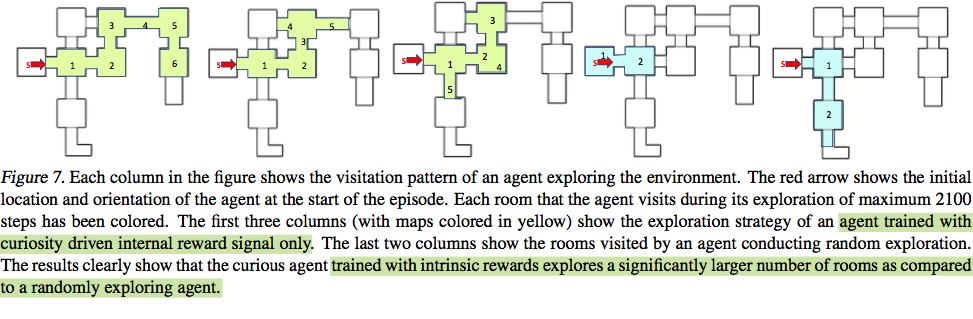 3 4 5
S 1 2 6
4 5
3
S 1 2
3
S 1 2
4
5
S 1 2
S 1
2
Figure 7. Each column in the figure shows the visitation pattern of an agent exploring the environment. The red arrow shows the initial
location and orientation of the agent at the start of the episode. Each room that the agent visits during its exploration of maximum 2100
steps has been colored. The first three columns (with maps colored in yellow) show the exploration strategy of an agent trained with
curiosity driven internal reward signal only. The last two columns show the rooms visited by an agent conducting random exploration.
The results clearly show that the curious agent trained with intrinsic rewards explores a significantly larger number of rooms as compared
to a randomly exploring agent.